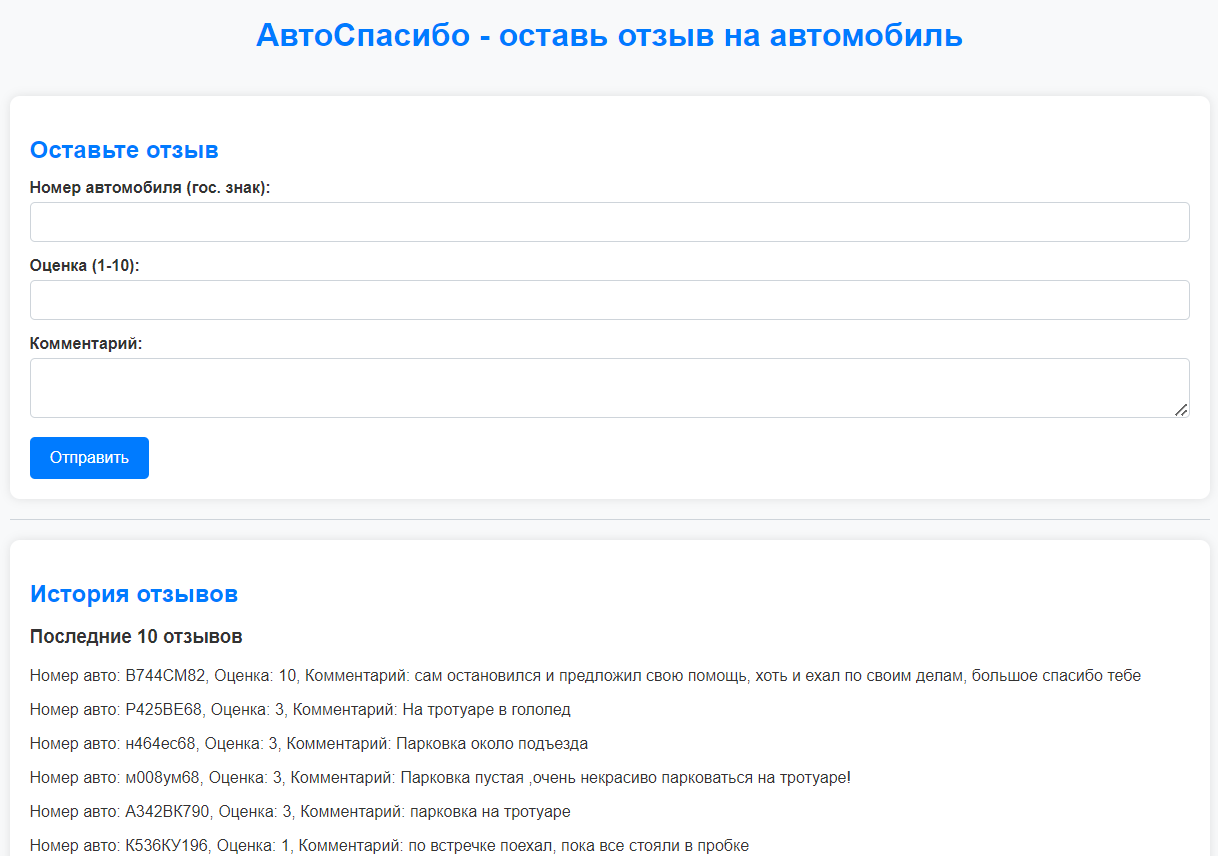 АвтоСпасибо - оставь отзыв на автомобиль
Оставьте отзыв
Номер автомобиля (гос. знак):
Оценка (1-10):
Комментарий:
Отправить
История отзывов
Последние 10 отзывов
Номер авто: В744СМ82, Оценка: 10, Комментарий: сам остановился и предложил свою помощь, хоть и ехал по своим делам, большое спасибо тебе
Номер авто: Р425ВЕ68, Оценка: 3, Комментарий: На тротуаре в гололед
Номер авто: н464ес68, Оценка: 3, Комментарий: Парковка около подъезда
Номер авто: м008ум68, Оценка: 3, Комментарий: Парковка пустая ,очень некрасиво парковаться на тротуаре!
Номер авто: А342ВК790, Оценка: 3, Комментарий: парковка на тротуаре
Номер авто: К536КУ196, Оценка: 1, Комментарий: по встречке поехал, пока все стояли в пробке